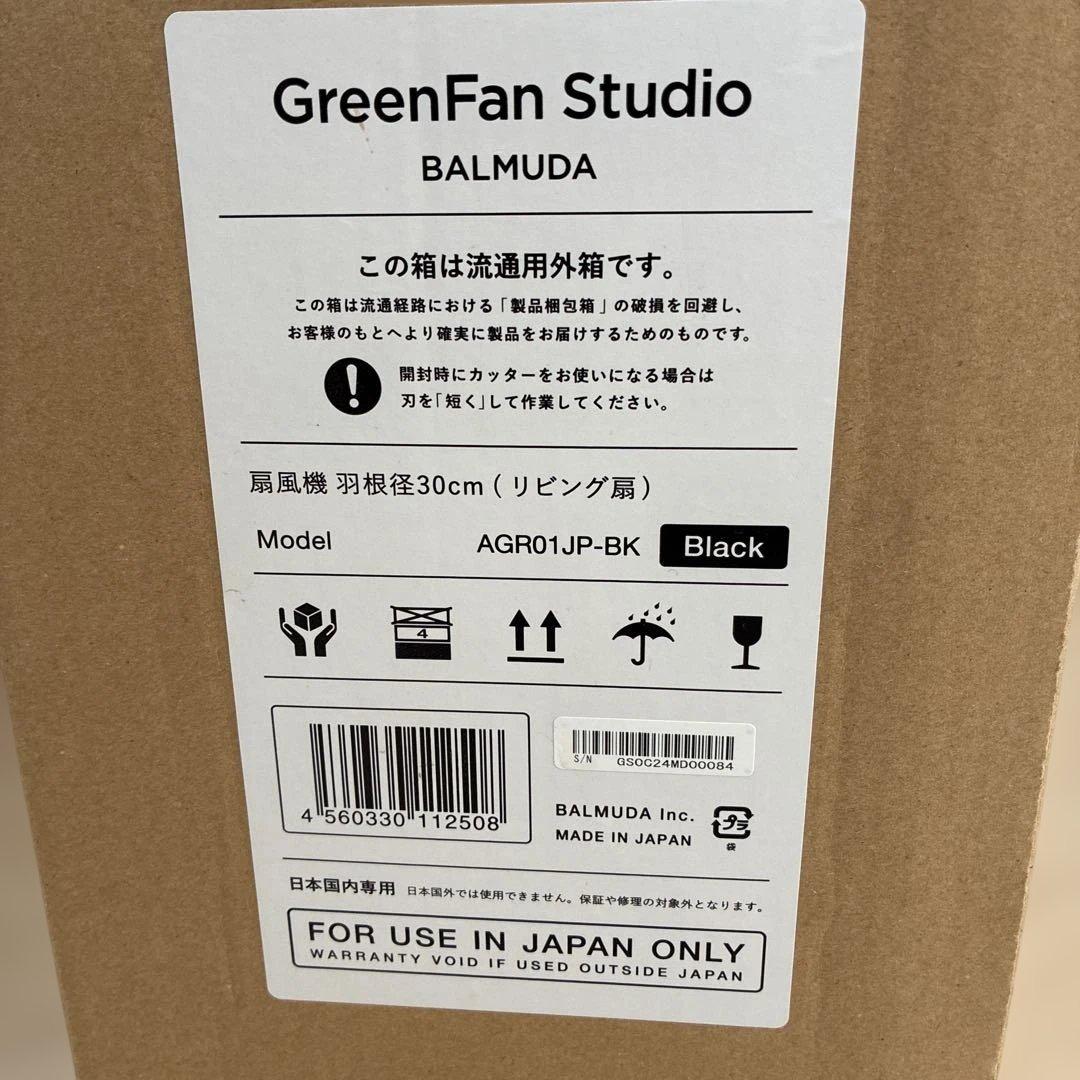 GreenFan Studio
BALMUDA
この箱は流通用外箱です。
この箱は流通経路における「製品梱包箱」の破損を回避し、
お客様のもとへより確実に製品をお届けするためのものです。
開封時にカッターをお使いになる場合は
刃を「短く」して作業してください。
扇風機 羽根径30cm ( リビング扇 )
Model AGR01JP-BK Black
4
4 560330 112508
S/N GS0C24MD00084
BALMUDA Inc.
MADE IN JAPAN
プラ
袋
日本国内専用 日本国外では使用できません。保証や修理の対象外となります。
FOR USE IN JAPAN ONLY
WARRANTY VOID IF USED OUTSIDE JAPAN